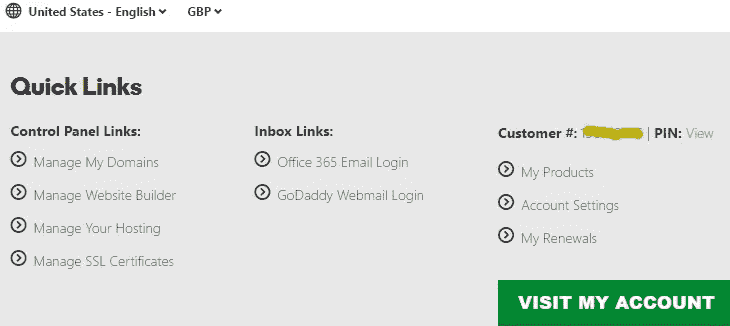 United States - English GBP
Quick Links
Control Panel Links:
Manage My Domains
Manage Website Builder
Manage Your Hosting
Manage SSL Certificates
Inbox Links:
Office 365 Email Login
GoDaddy Webmail Login
Customer #: | PIN: View
My Products
Account Settings
My Renewals
VISIT MY ACCOUNT